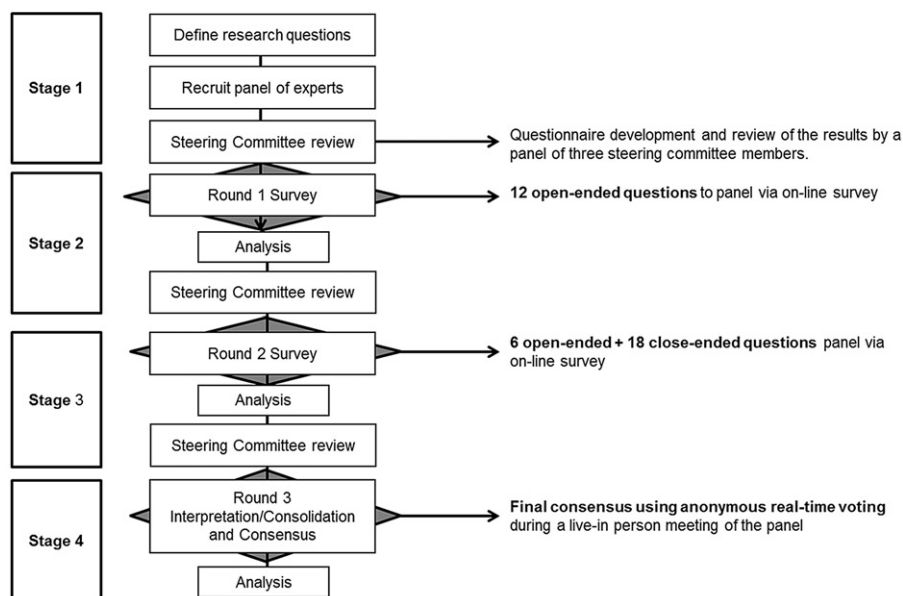 Define research questions
Stage 1
Recruit panel of experts
Steering Committee review
Questionnaire development and review of the results by a
panel of three steering committee members.
Round 1 Survey
12 open-ended questions to panel via on-line survey
Stage 2
Analysis
Steering Committee review
Round 2 Survey
6 open-ended + 18 close-ended questions panel via
on-line survey
Stage 3
Analysis
Steering Committee review
Round 3
Interpretation/Consolidation
and Consensus
Final consensus using anonymous real-time voting
during a live-in person meeting of the panel
Stage 4
Analysis